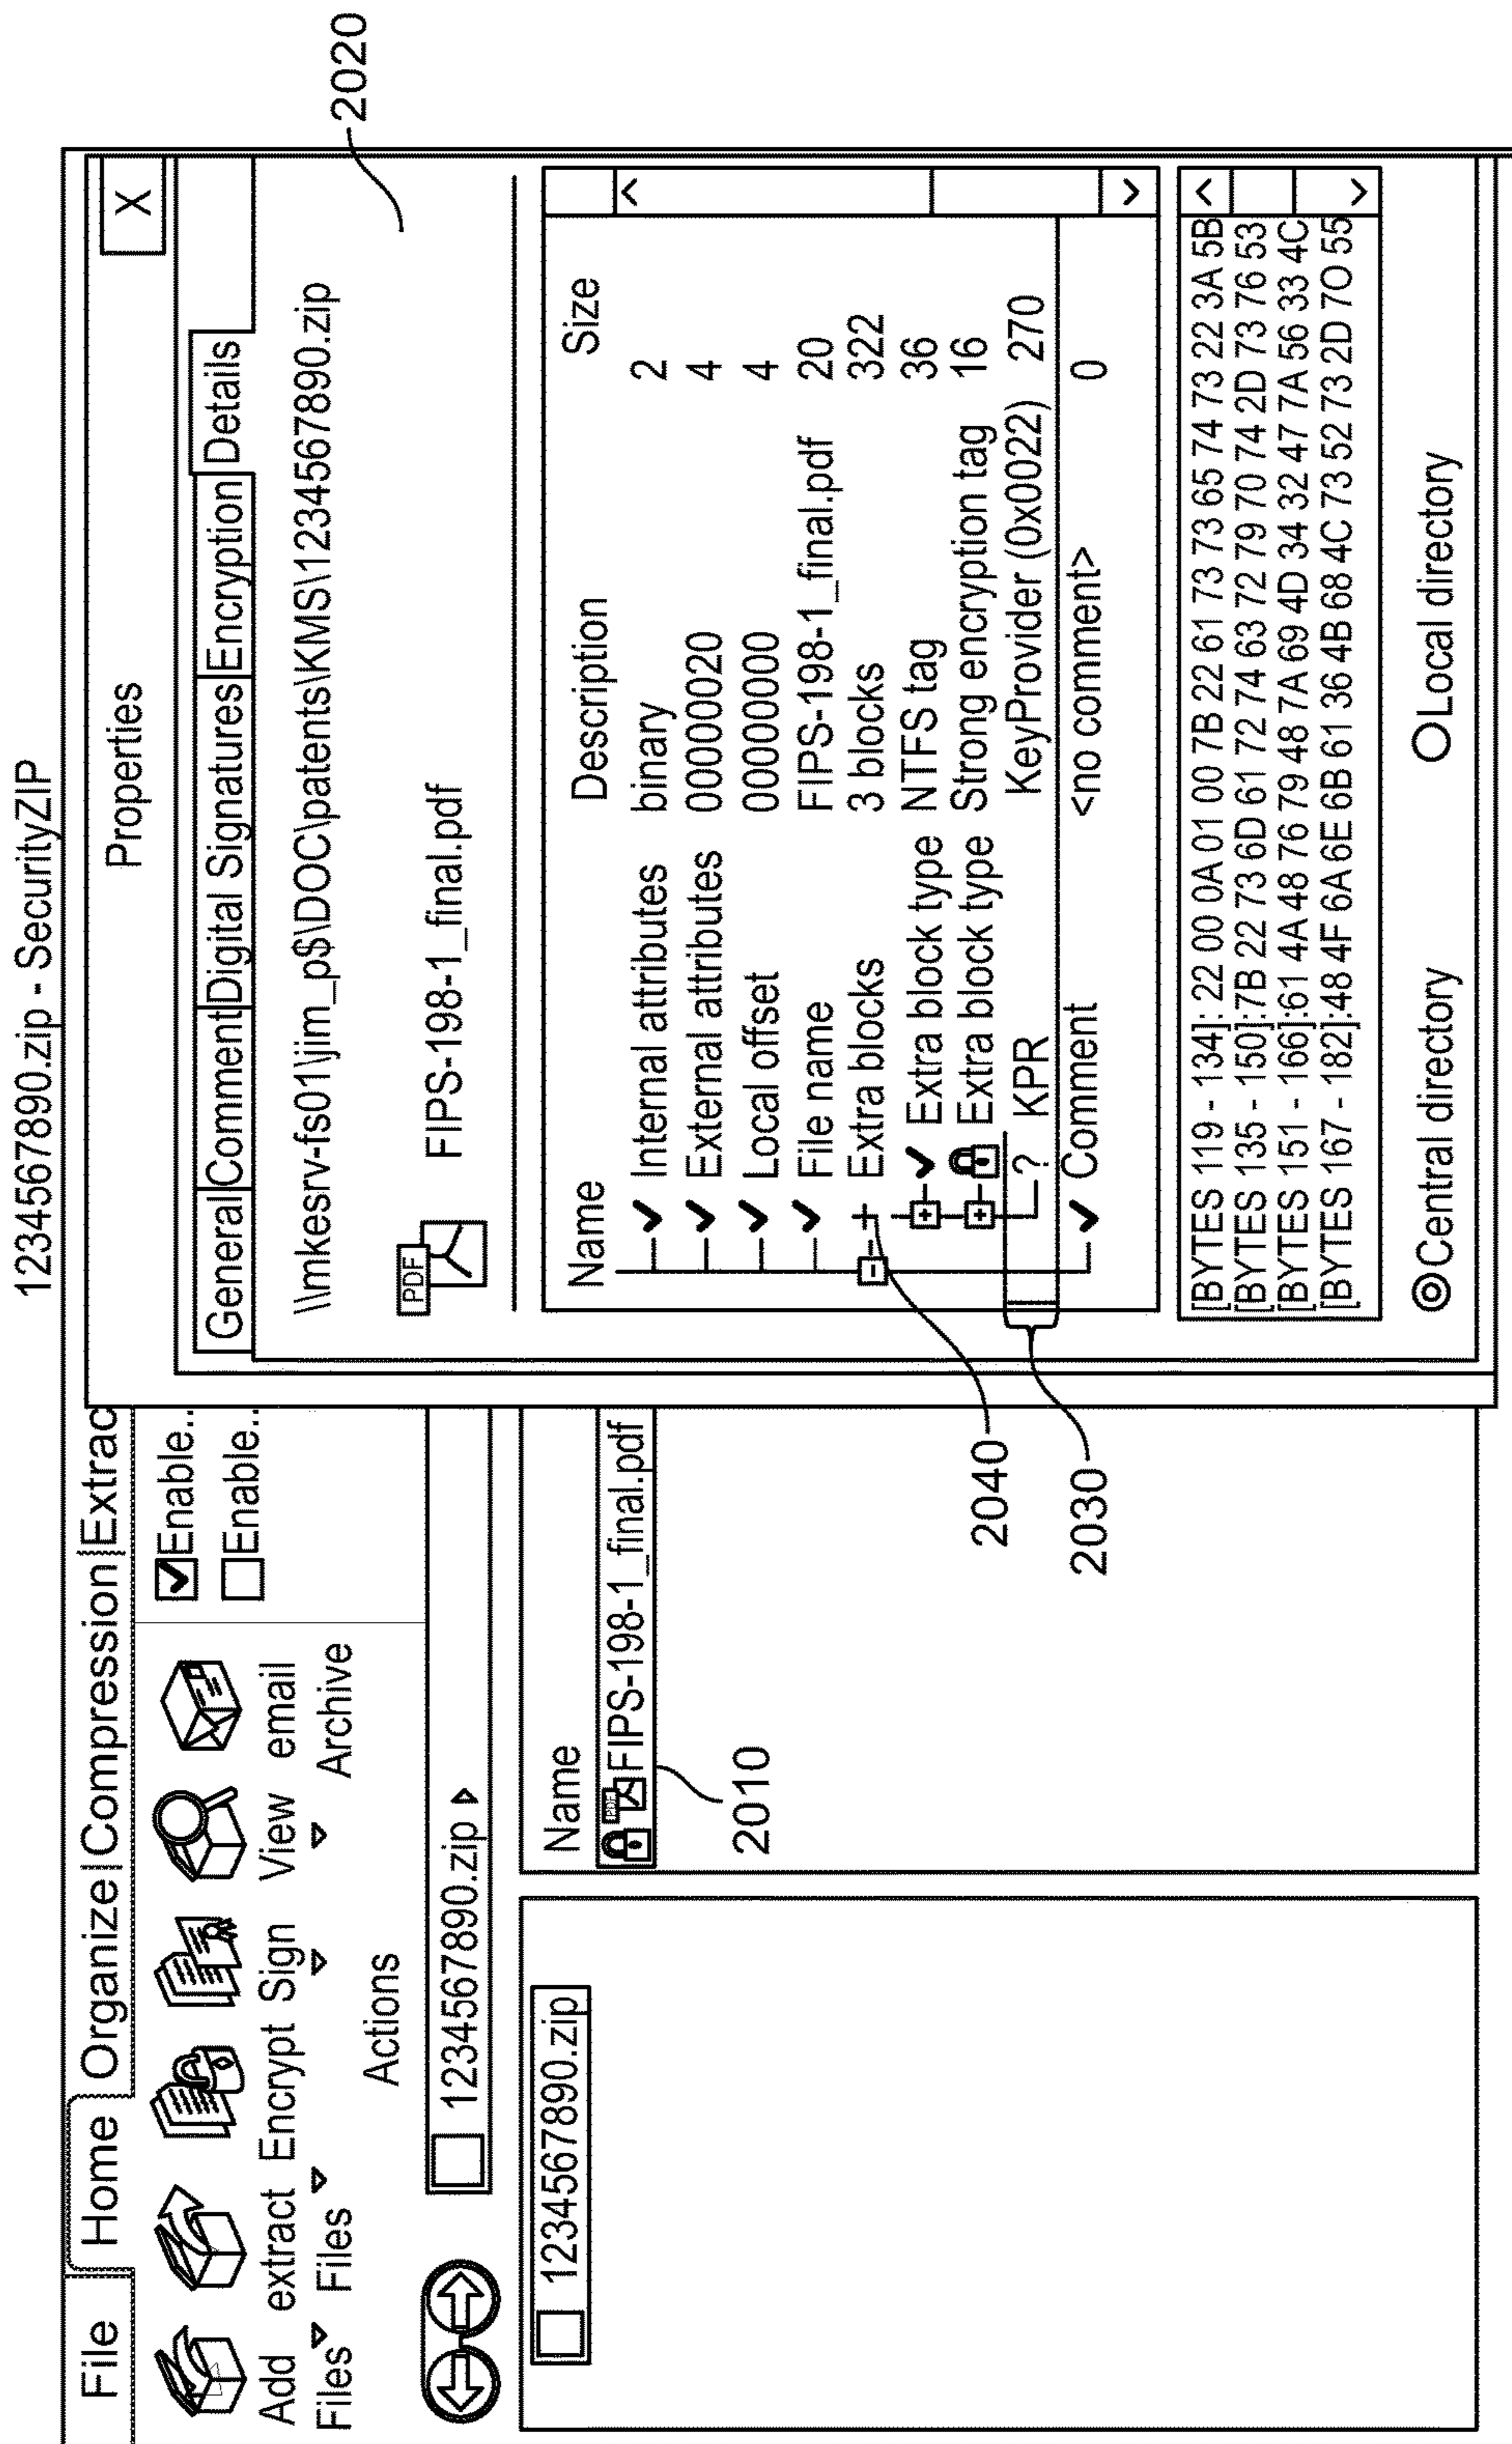 1234567890.zip - SecurityZIP
File Home Organize Compression Extrac
Add Files
extract Files
Encrypt
Sign
View
email Archive
Enable..
Enable..
Actions
1234567890.zip
1234567890.zip
Name
PDF FIPS-198-1_final.pdf
2010
Properties
X
General Comment Digital Signatures Encryption Details
\\mkesrv-fs01\jim_p$\DOC\patents\KMS\1234567890.zip
2020
PDF
FIPS-198-1_final.pdf
Name Description Size
Internal attributes binary 2
External attributes 00000020 4
Local offset 00000000 4
File name FIPS-198-1_final.pdf 20
Extra blocks 3 blocks 322
Extra block type NTFS tag 36
Extra block type Strong encryption tag 16
? KPR KeyProvider (0x0022) 270
Comment <no comment> 0
2040
2030
[BYTES 119 - 134]: 22 00 0A 01 00 7B 22 61 73 73 65 74 73 22 3A 5B
[BYTES 135 - 150]:7B 22 73 6D 61 72 74 63 72 79 70 74 2D 73 76 53
[BYTES 151 - 166]:61 4A 48 76 79 48 7A 69 4D 34 32 47 7A 56 33 4C
[BYTES 167 - 182]:48 4F 6A 6E 6B 61 36 4B 68 4C 73 52 73 2D 7O 55
Central directory Local directory